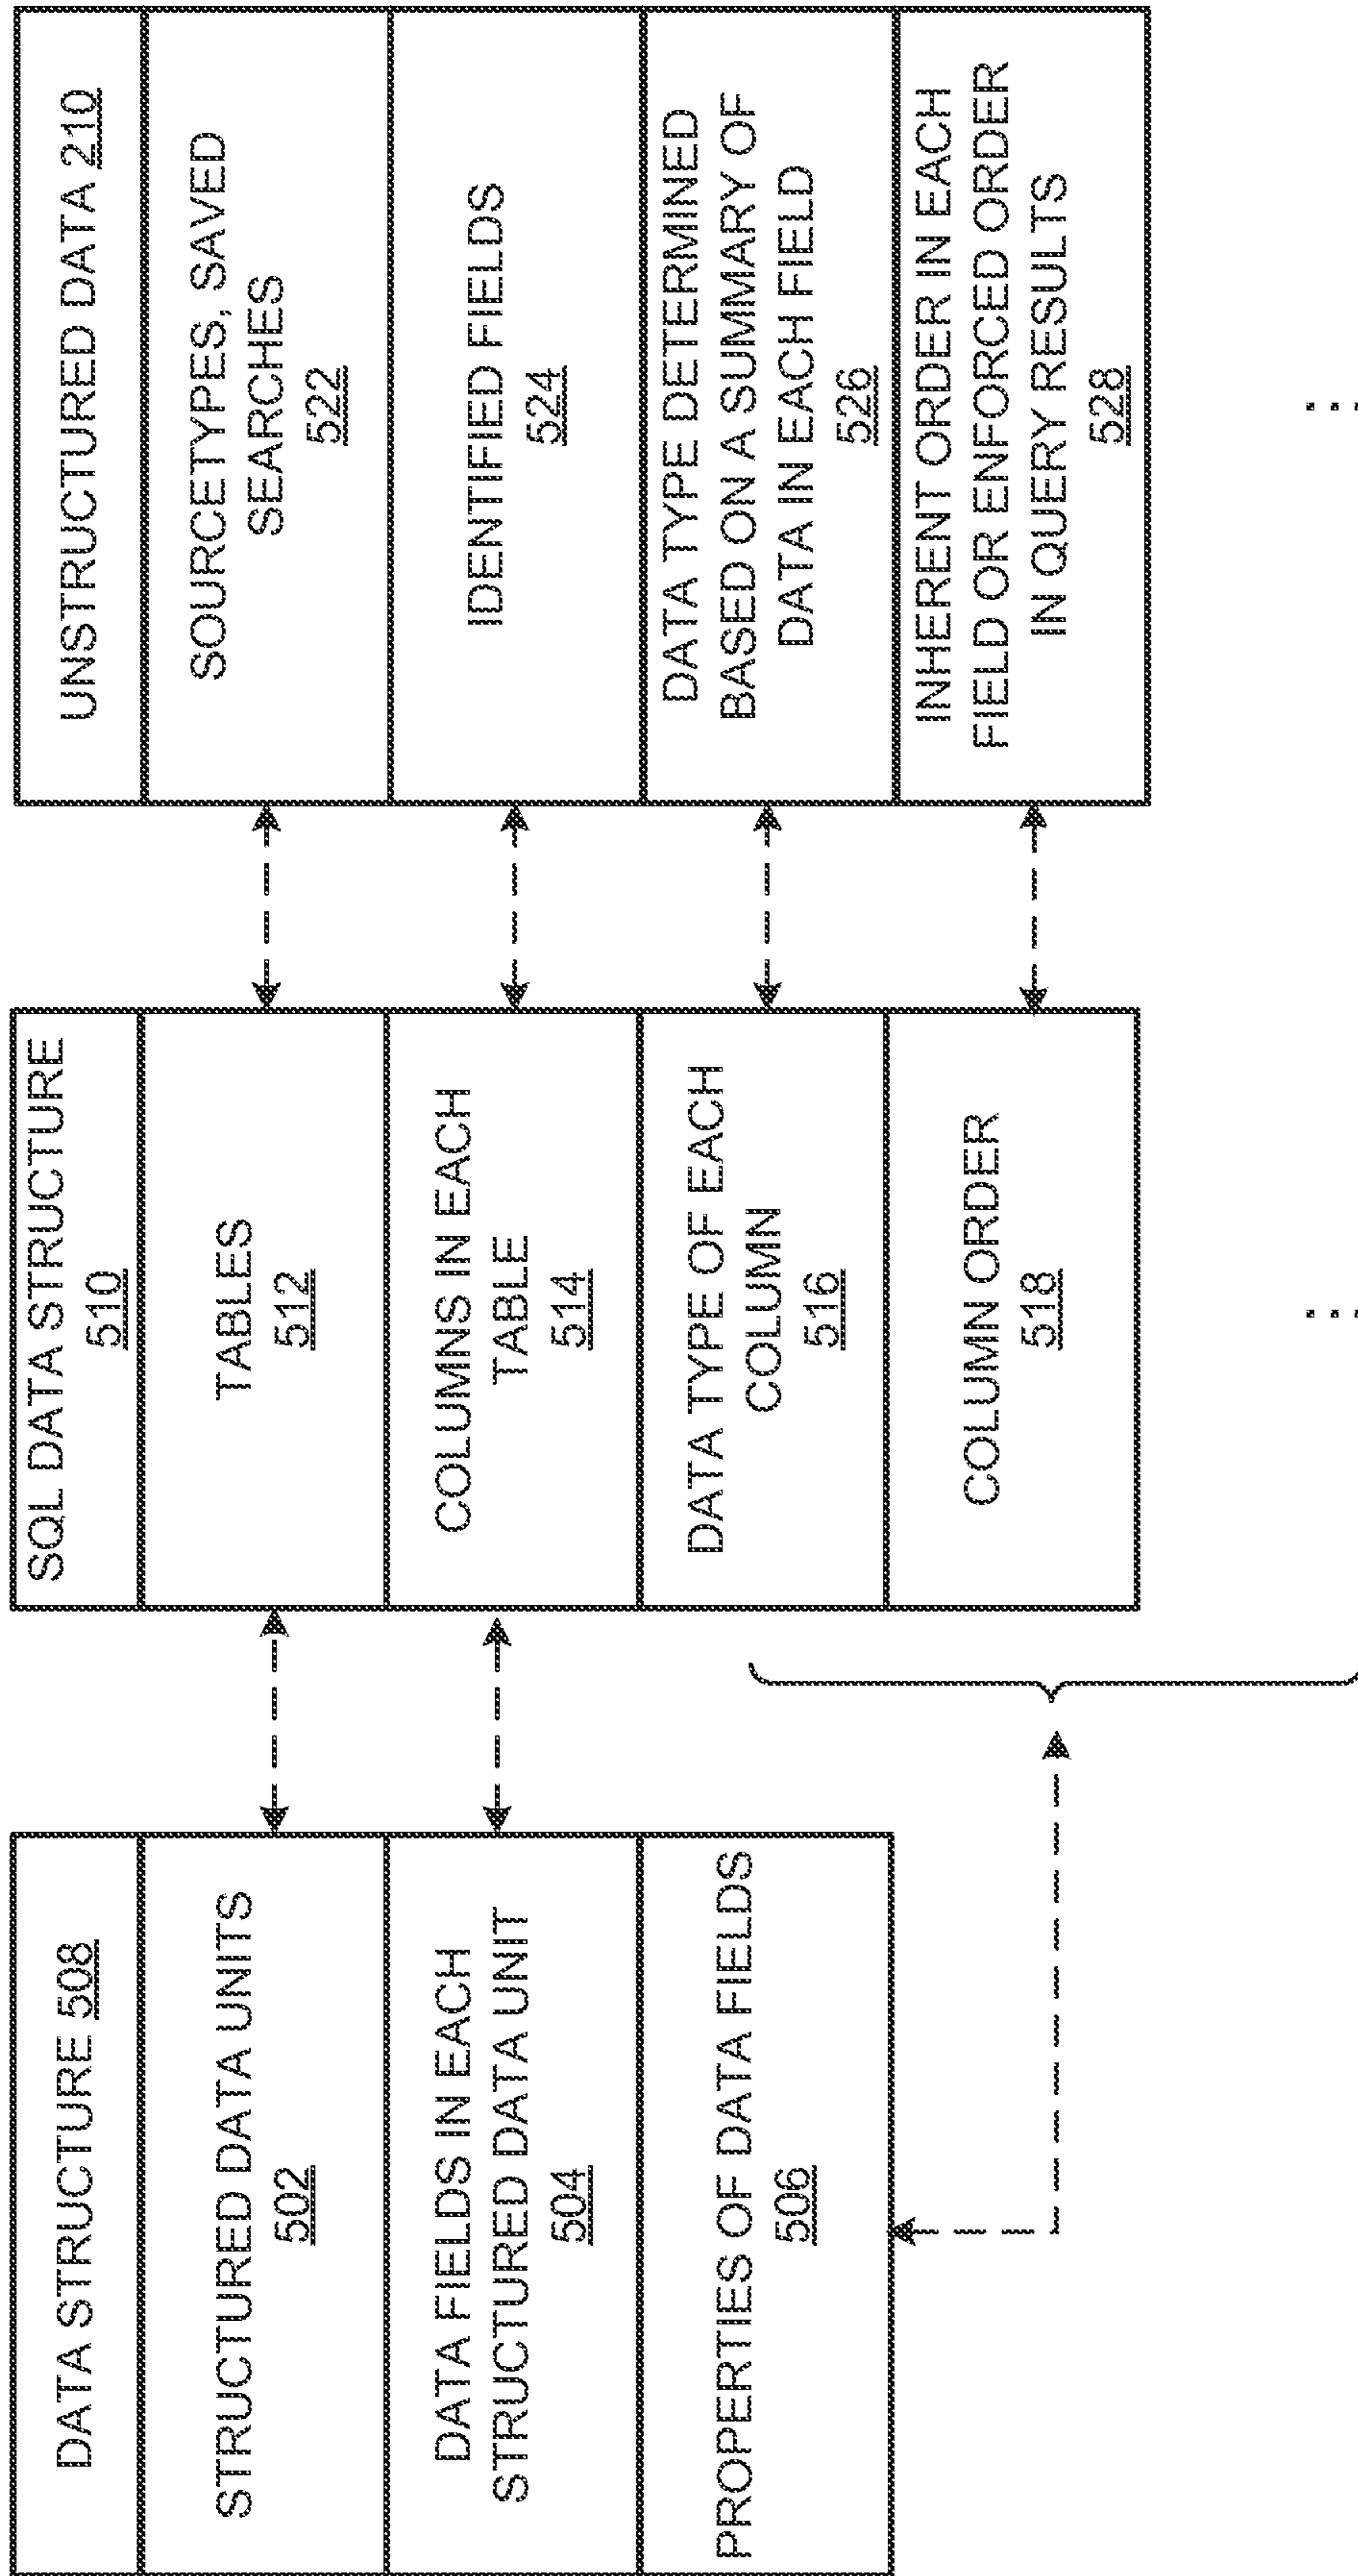 DATA STRUCTURE 508
STRUCTURED DATA UNITS
502
DATA FIELDS IN EACH
STRUCTURED DATA UNIT
504
PROPERTIES OF DATA FIELDS
506
SQL DATA STRUCTURE
510
TABLES
512
COLUMNS IN EACH
TABLE
514
DATA TYPE OF EACH
COLUMN
516
COLUMN ORDER
518
...
UNSTRUCTURED DATA 210
SOURCETYPES, SAVED
SEARCHES
522
IDENTIFIED FIELDS
524
DATA TYPE DETERMINED
BASED ON A SUMMARY OF
DATA IN EACH FIELD
526
INHERENT ORDER IN EACH
FIELD OR ENFORCED ORDER
IN QUERY RESULTS
528
...